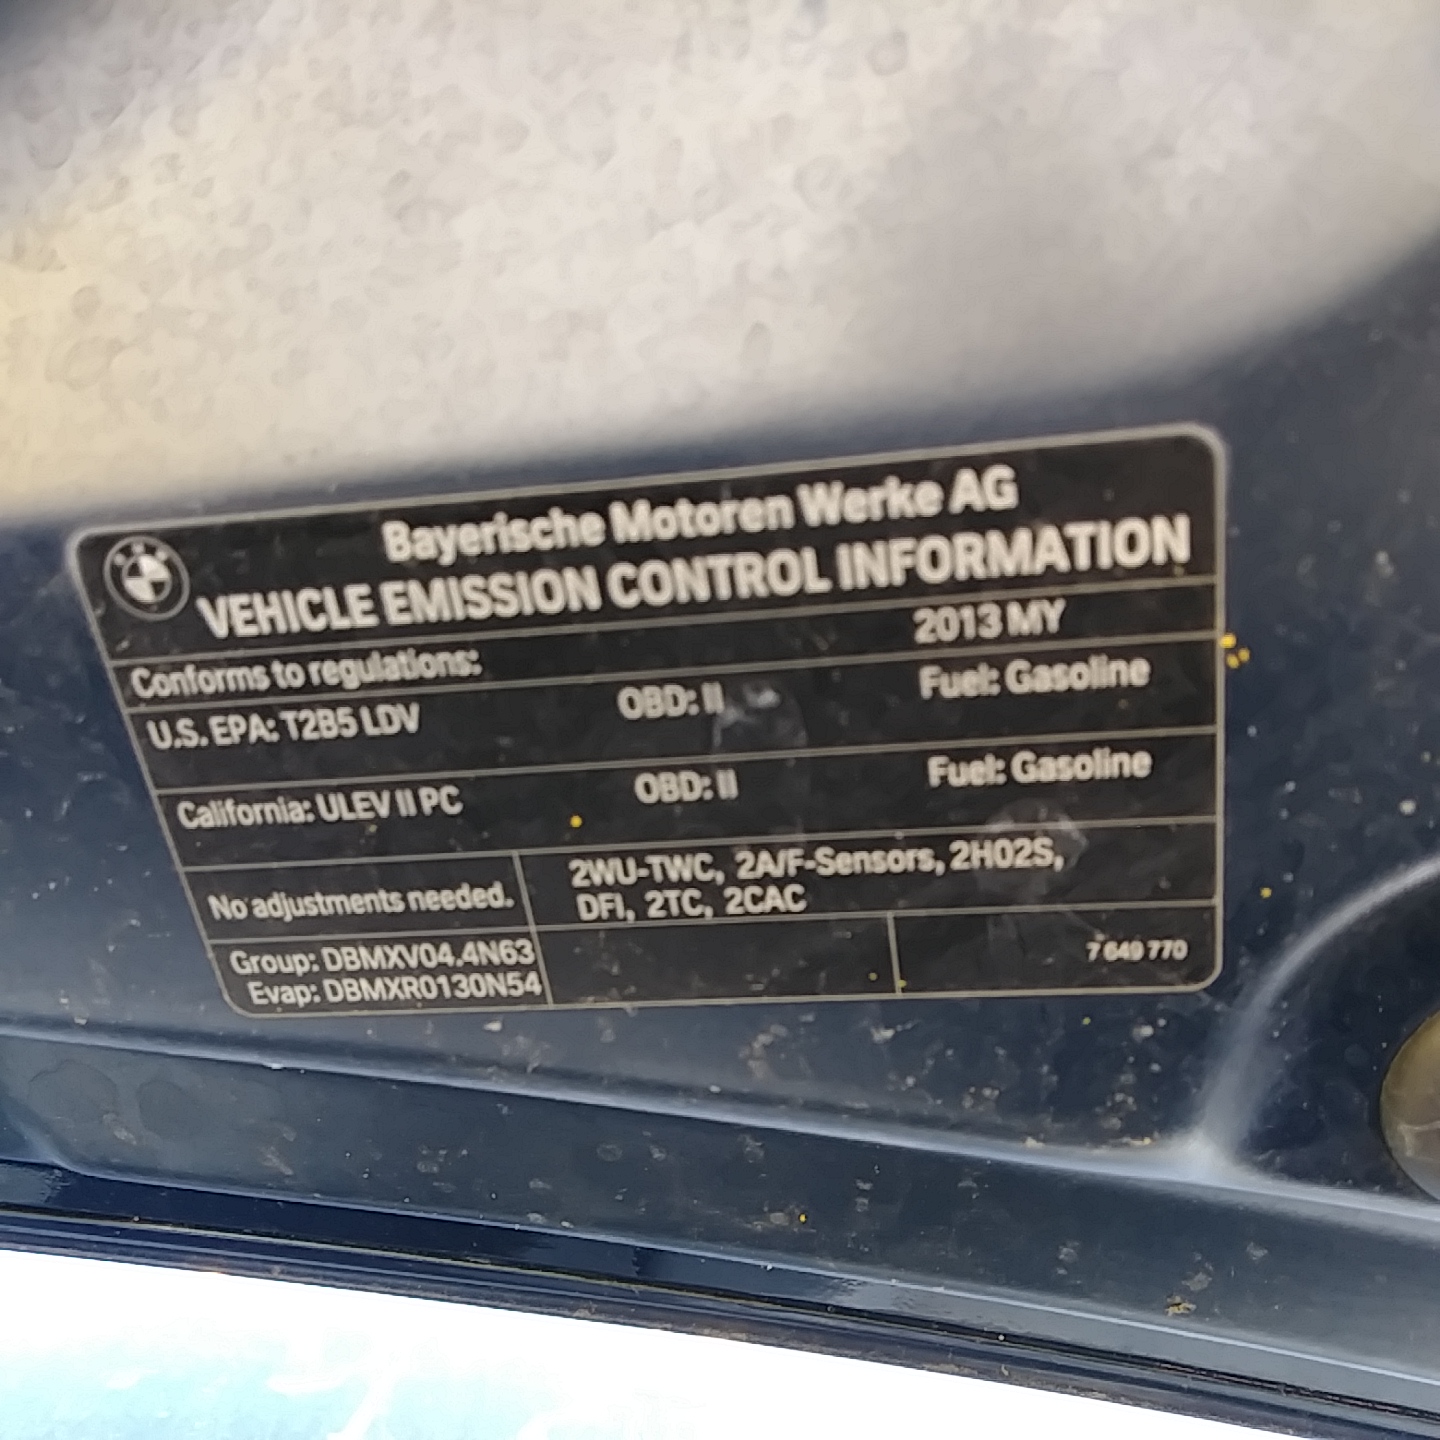 Bayerische Motoren Werke AG
VEHICLE EMISSION CONTROL INFORMATION
Conforms to regulations: 2013 MY
U.S. EPA: T2B5 LDV OBD: II Fuel: Gasoline
California: ULEV II PC OBD: II Fuel: Gasoline
No adjustments needed.
2WU-TWC, 2A/F-Sensors, 2HO2S,
DFI, 2TC, 2CAC
Group: DBMXV04.4N63
Evap: DBMXR0130N54
7 649 770